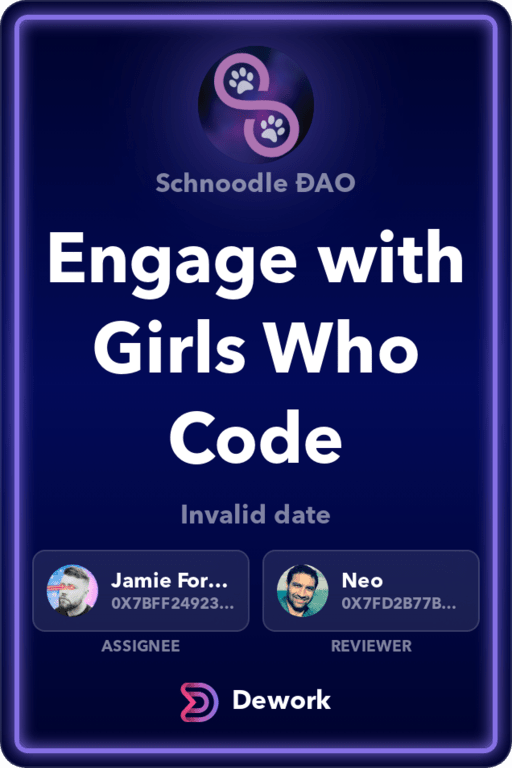 Schnoodle ĐAO
Engage with
Girls Who
Code
Invalid date
Jamie For...
0X7BFF24923...
ASSIGNEE
Neo
0X7FD2B77B...
REVIEWER
Dework